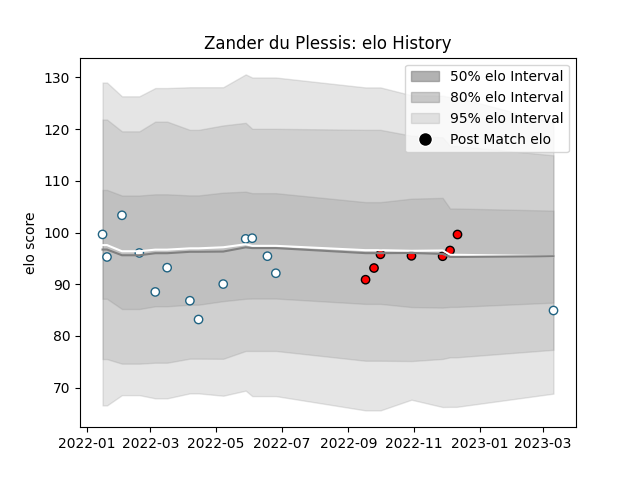 Zander du Plessis: elo History
130
120
110
100
90
80
70
elo score
50% elo Interval
80% elo Interval
95% elo Interval
Post Match elo
2022-01 2022-03 2022-05 2022-07 2022-09 2022-11 2023-01 2023-03